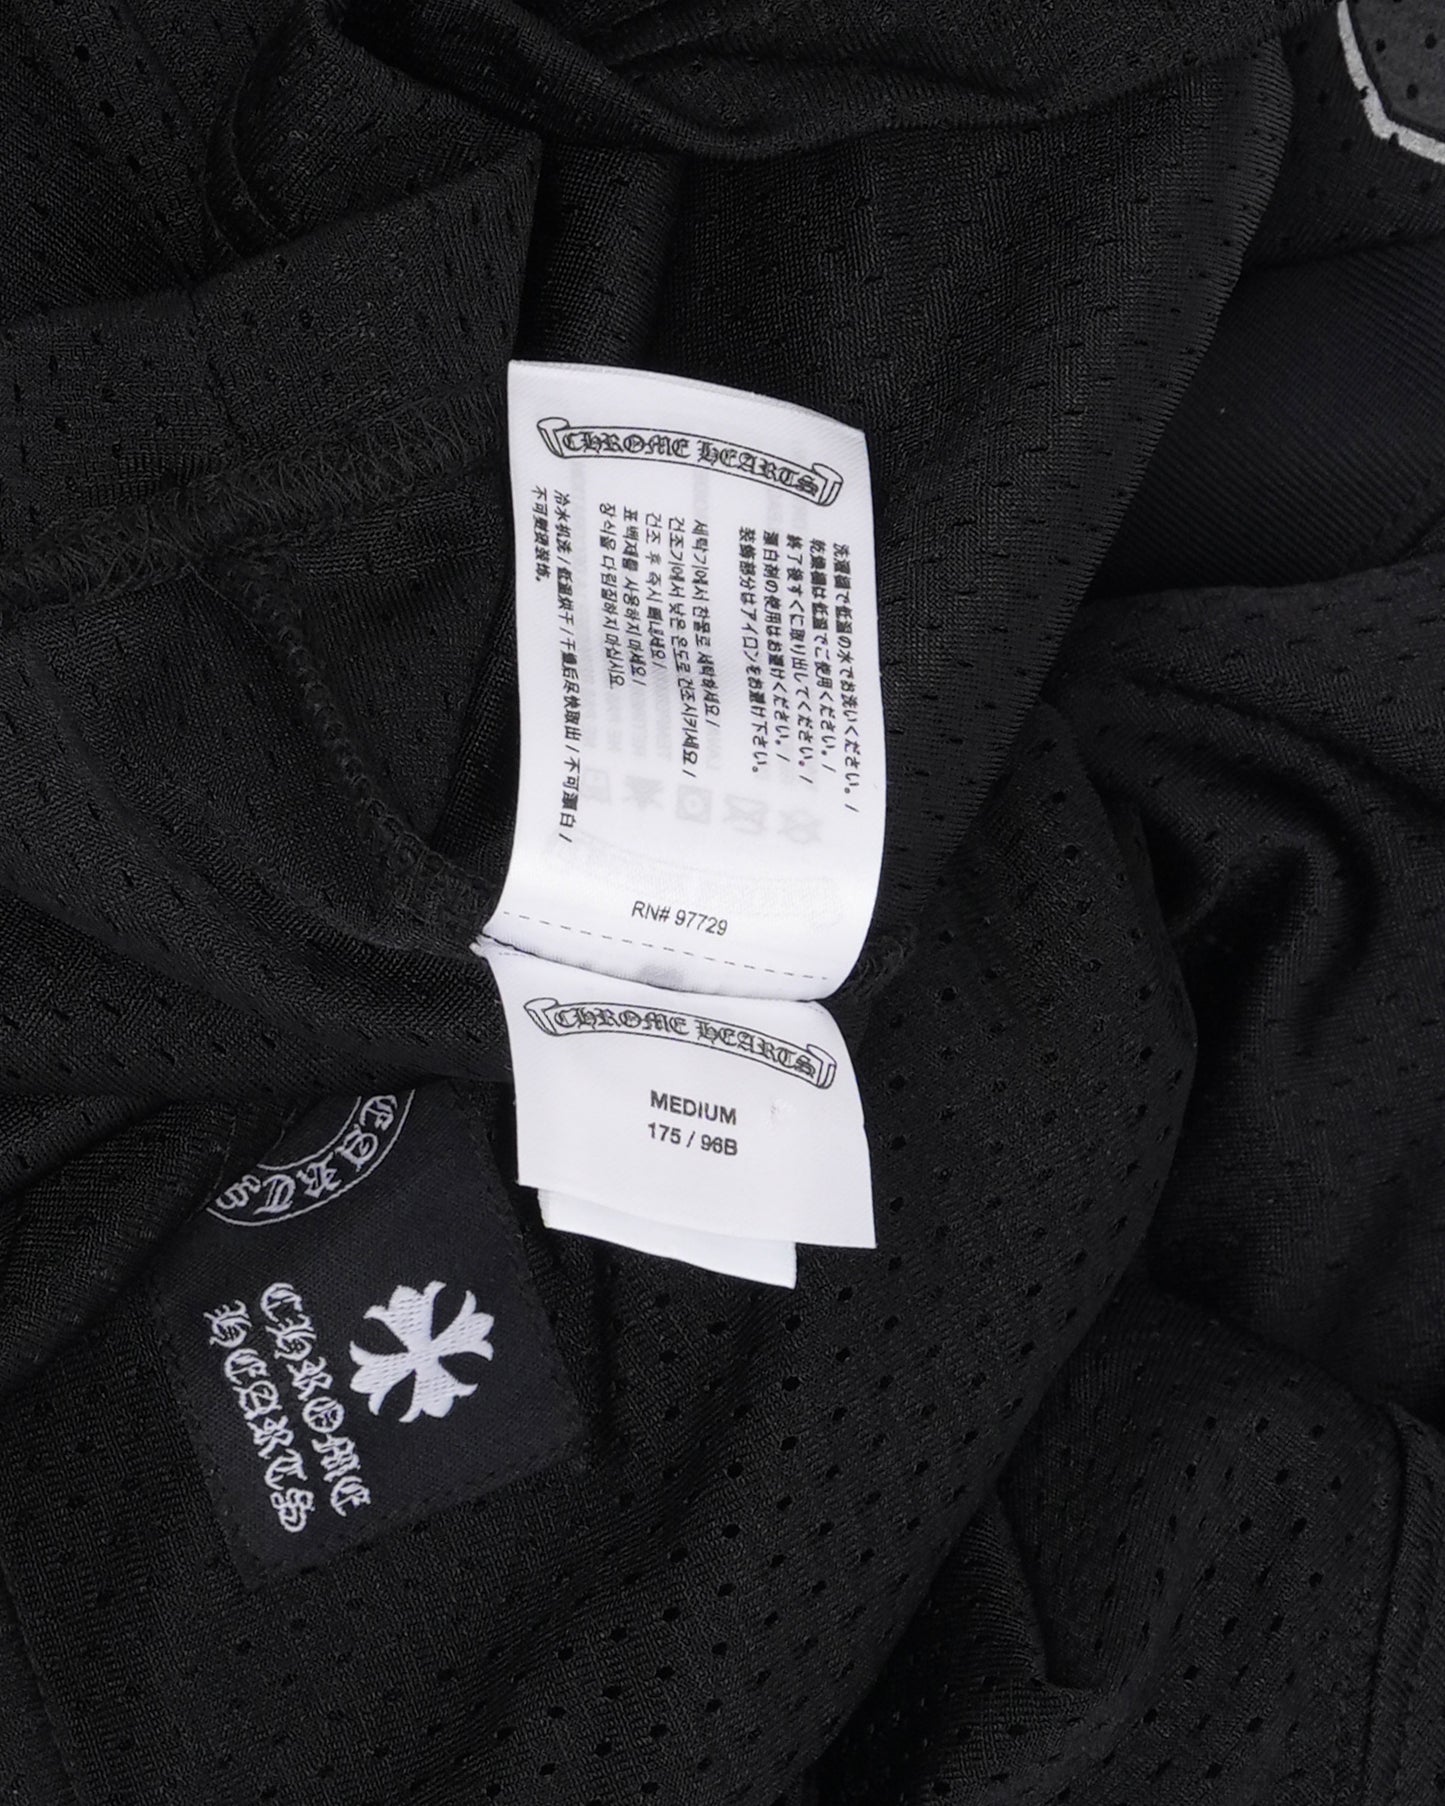 CHROME HEARTS
洗濯機で低温の水でお洗いください。/
乾燥機は低温でご使用ください。/
終了後すぐに取り出してください。/
漂白剤の使用はお避けください。/
装飾部分はアイロンをお避け下さい。
세탁기에서 찬물로 세탁하세요/
건조기에서 낮은 온도로 건조시키세요/
건조 후 즉시 꺼내세요/
표백제를 사용하지 마세요/
장식을 다림질하지 마십시오.
冷水机洗/低温烘干/干燥后尽快取出/不可漂白/
不可熨烫装饰。
RN# 97729
CHROME HEARTS
MEDIUM
175 / 96B
CHROME
HEARTS